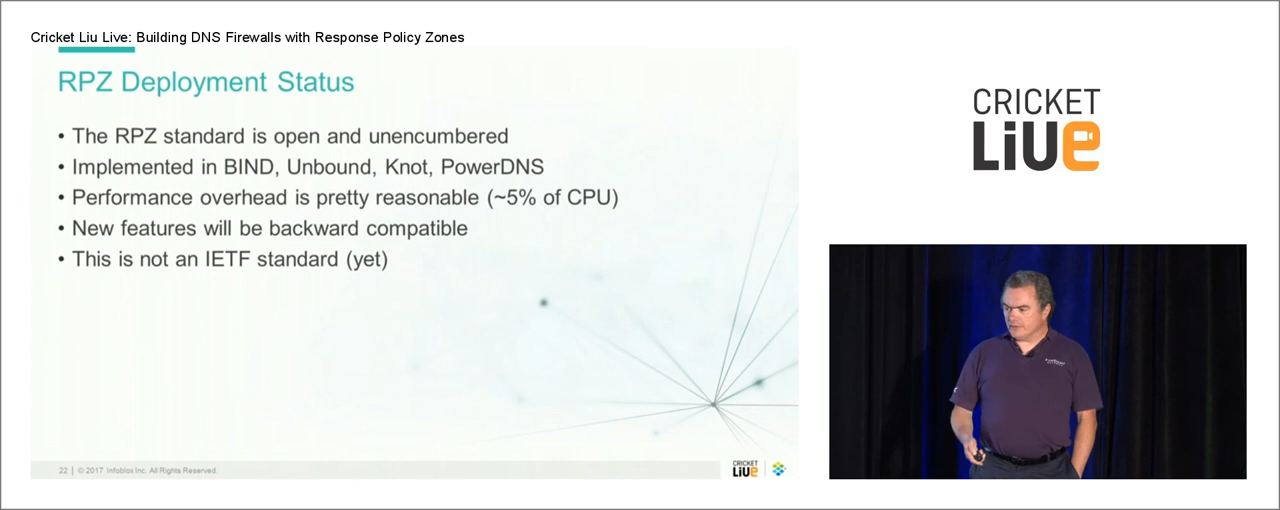 Cricket Liu Live: Building DNS Firewalls with Response Policy Zones
RPZ Deployment Status
• The RPZ standard is open and unencumbered
• Implemented in BIND, Unbound, Knot, PowerDNS
• Performance overhead is pretty reasonable (~5% of CPU)
• New features will be backward compatible
• This is not an IETF standard (yet)
22 | © 2017 Infoblox Inc. All Rights Reserved.
CRICKET
LiUe
CRICKET
LiUe